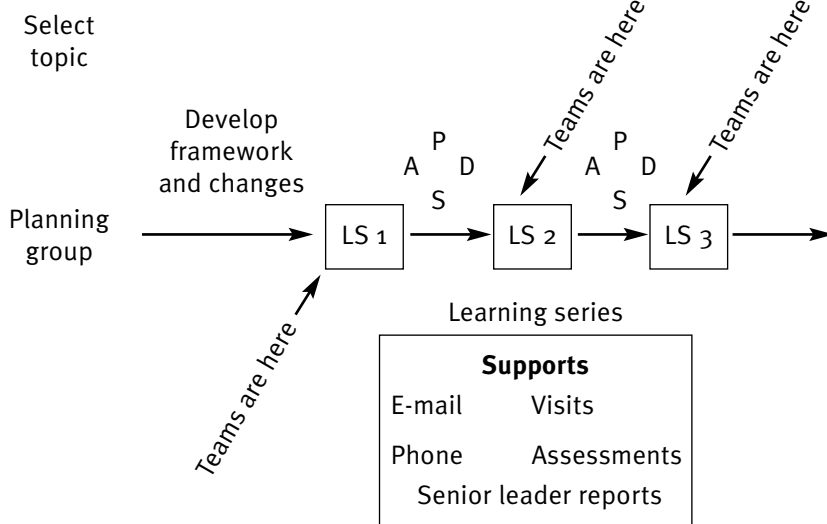 Select
topic
Teams are here
Teams are here
Develop
framework
and changes
P
A D
S
P
A D
S
Planning
group
LS 1
LS 2
LS 3
Teams are here
Learning series
Supports
E-mail Visits
Phone Assessments
Senior leader reports